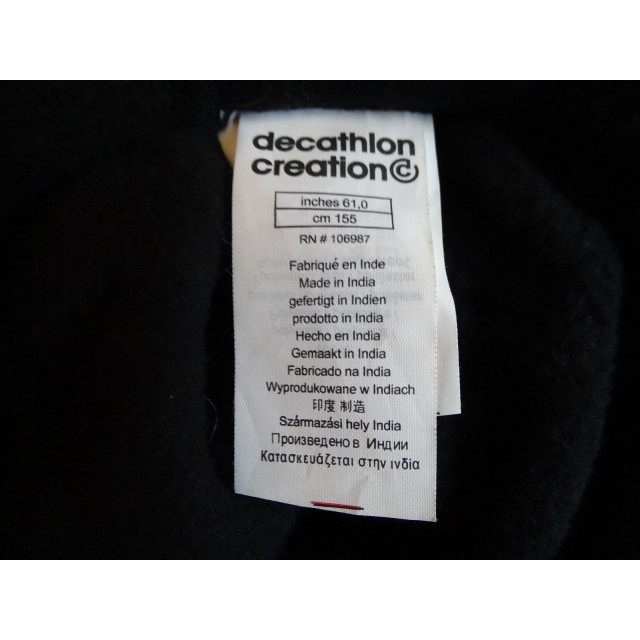 decathlon
creation
inches 61,0
cm 155
RN # 106987
Fabriqué en Inde
Made in India
gefertigt in Indien
prodotto in India
Hecho en India
Gemaakt in India
Fabricado na India
Wyprodukowane w Indiach
印度 制造
Származási hely India
Произведено в Индии
Κατασκευάζεται στην ινδία